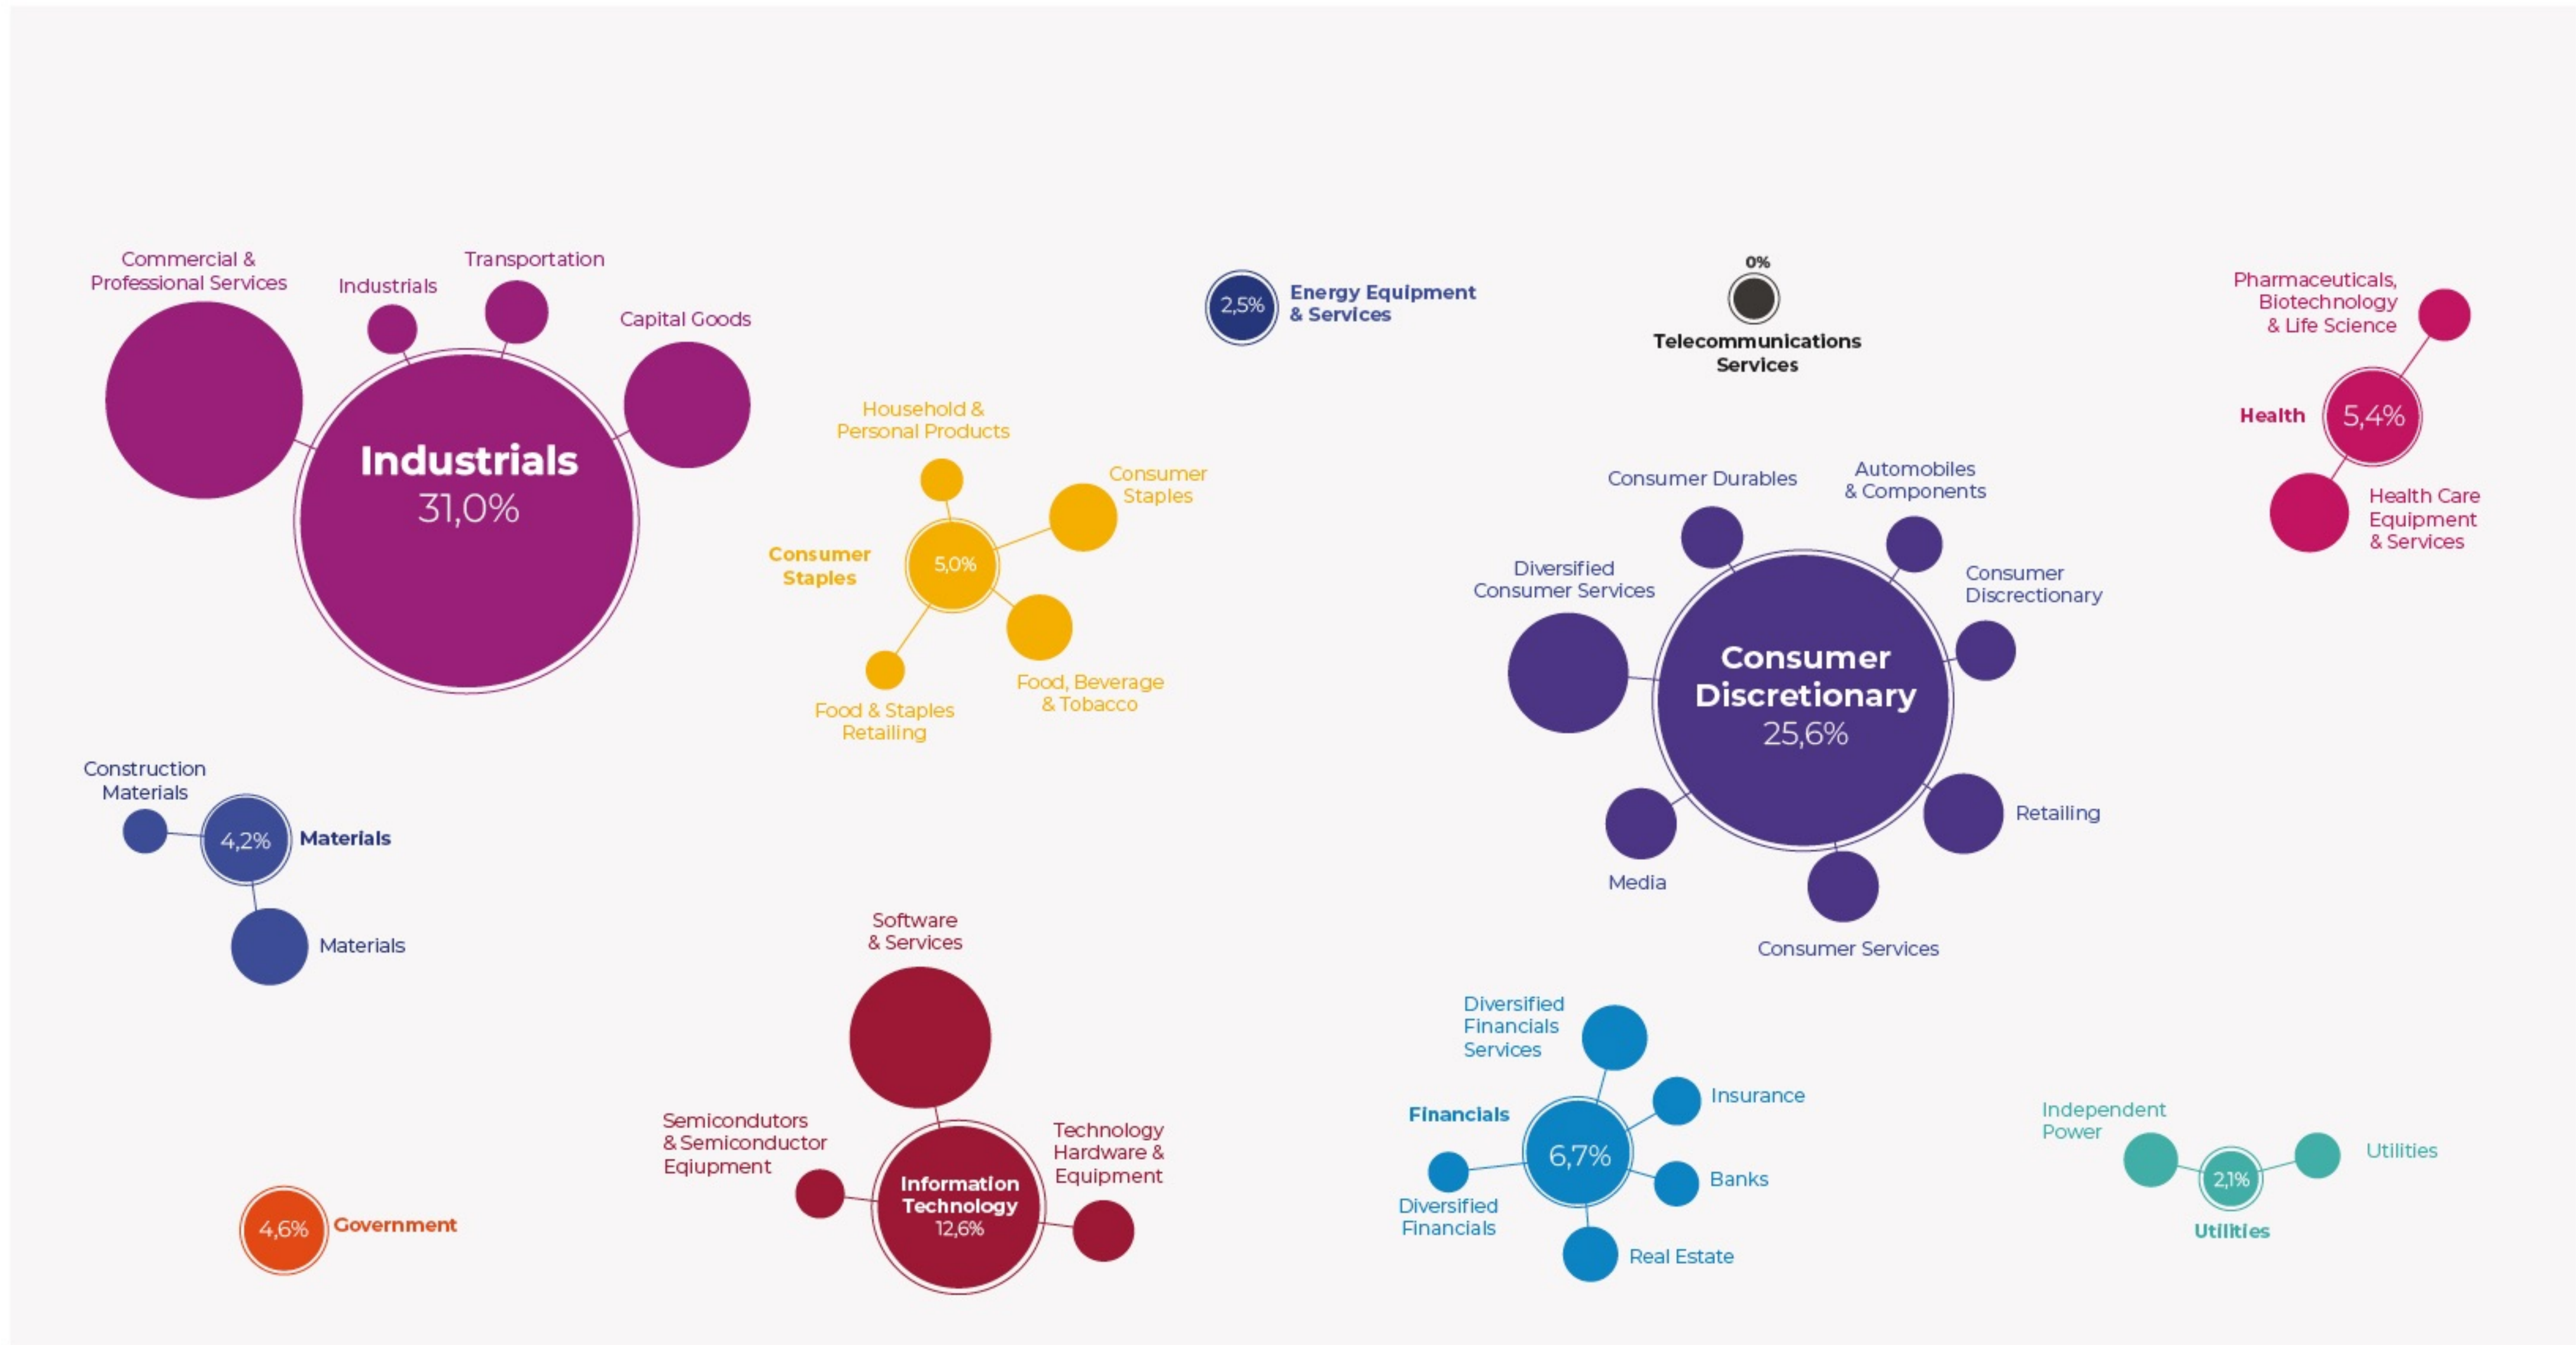 Commercial &
Professional Services
Industrials
Transportation
Capital Goods
Industrials
31,0%
Household &
Personal Products
Consumer
Staples
Consumer
Staples
5,0%
Food, Beverage
& Tobacco
Food & Staples
Retailing
2,5%
Energy Equipment
& Services
0%
Telecommunications
Services
Pharmaceuticals,
Biotechnology
& Life Science
Health
5,4%
Health Care
Equipment
& Services
Consumer Durables
Automobiles
& Components
Diversified
Consumer Services
Consumer
Discrectionary
Consumer
Discretionary
25,6%
Retailing
Media
Consumer Services
Construction
Materials
4,2%
Materials
Materials
4,6%
Government
Software
& Services
Semicondutors
& Semiconductor
Eqiupment
Technology
Hardware &
Equipment
Information
Technology
12,6%
Diversified
Financials
Services
Insurance
Financials
6,7%
Banks
Diversified
Financials
Real Estate
Independent
Power
Utilities
2,1%
Utilities